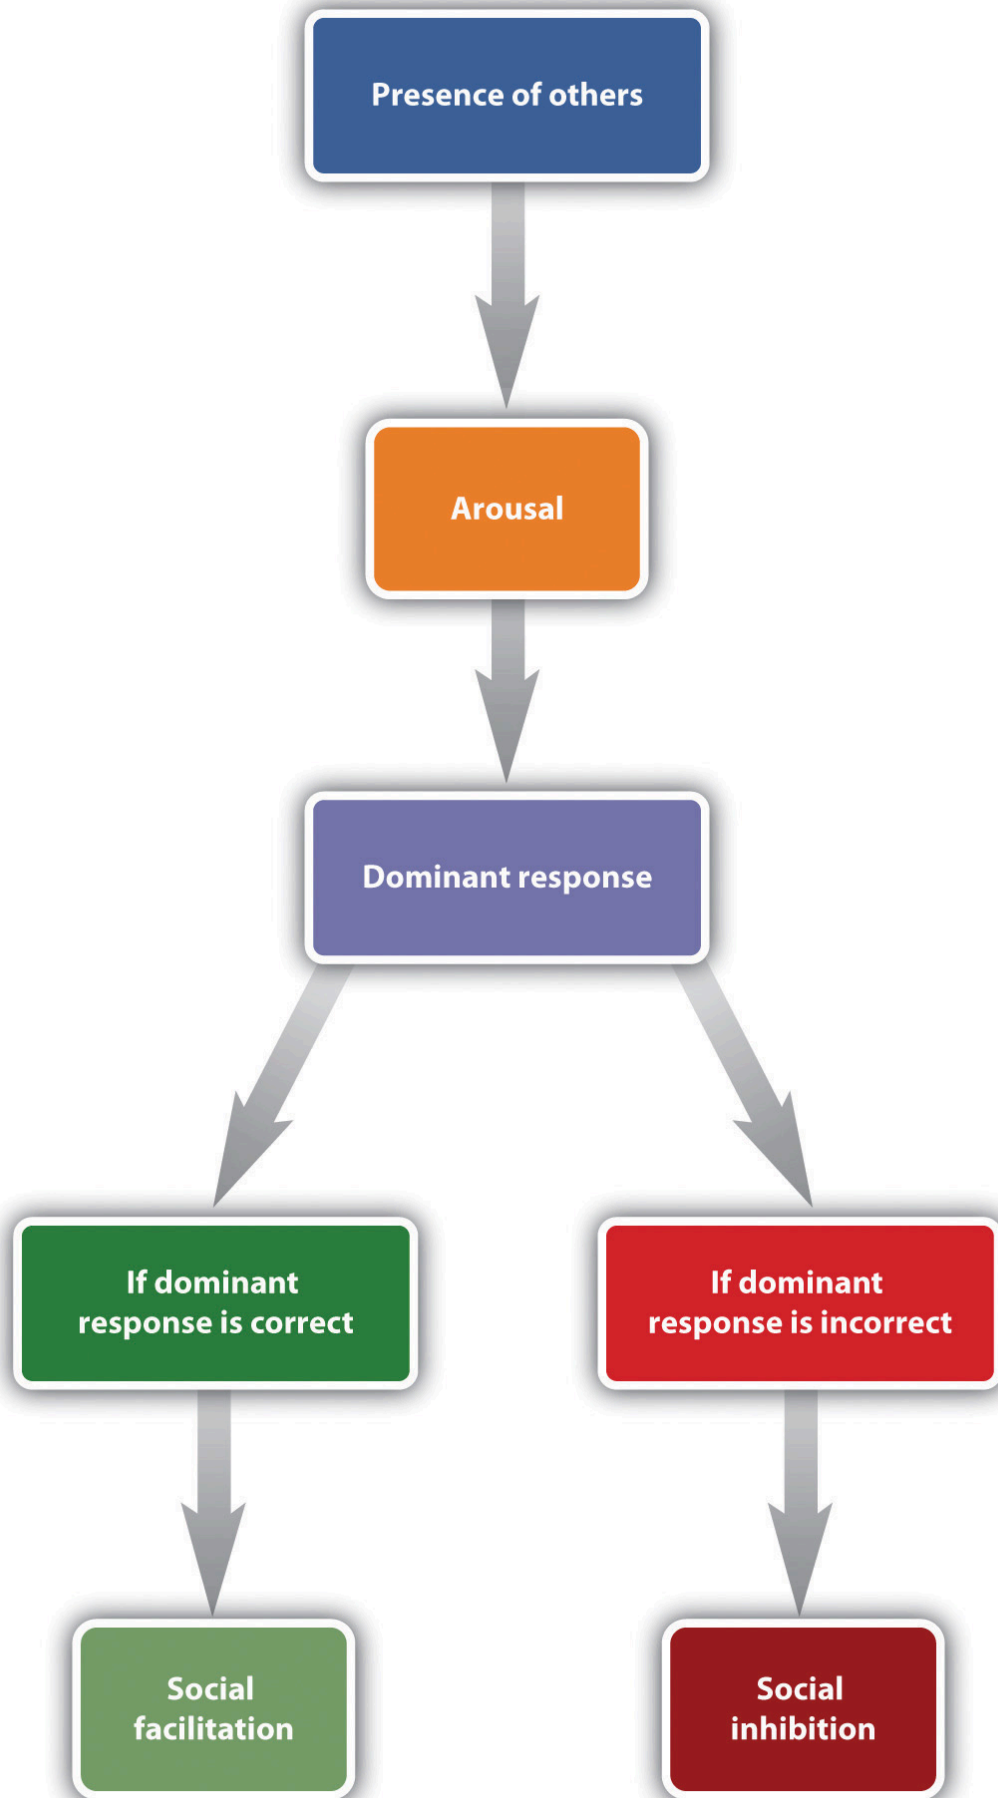 Presence of others
Arousal
Dominant response
If dominant
response is correct
If dominant
response is incorrect
Social
facilitation
Social
inhibition